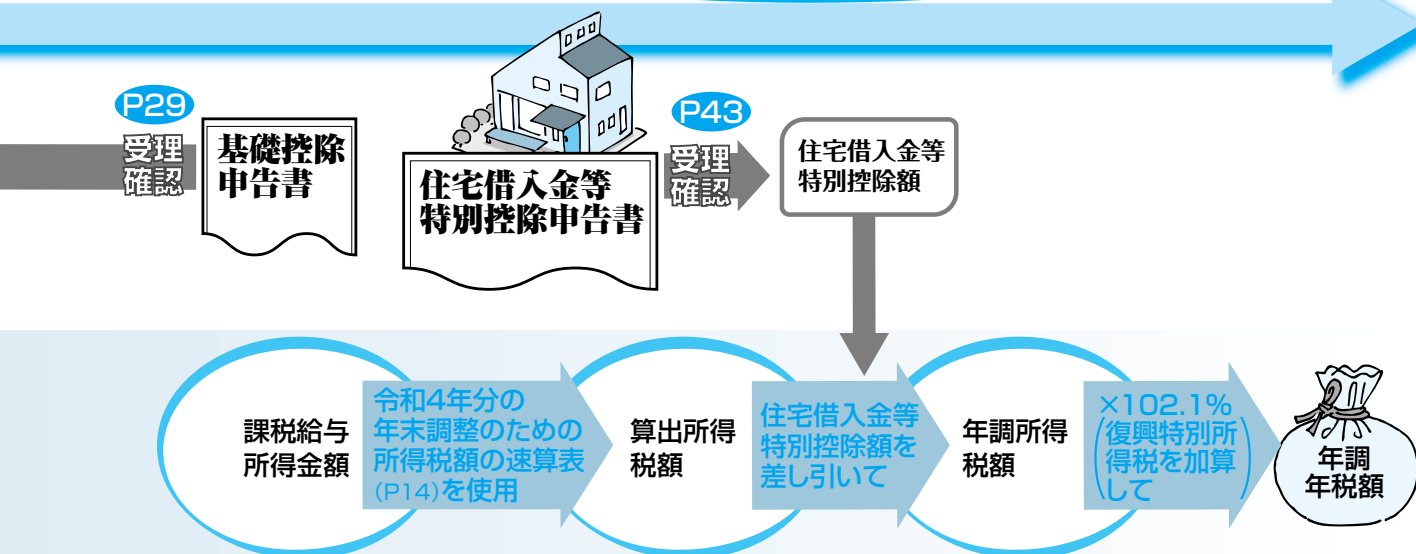 P29
受理
確認
基礎控除
申告書
住宅借入金等
特別控除申告書
P43
受理
確認
住宅借入金等
特別控除額
課税給与
所得金額
令和4年分の
年末調整のための
所得税額の速算表
(P14)を使用
算出所得
税額
住宅借入金等
特別控除額を
差し引いて
年調所得
税額
×102.1%
(復興特別所
得税を加算
して)
年調
年税額